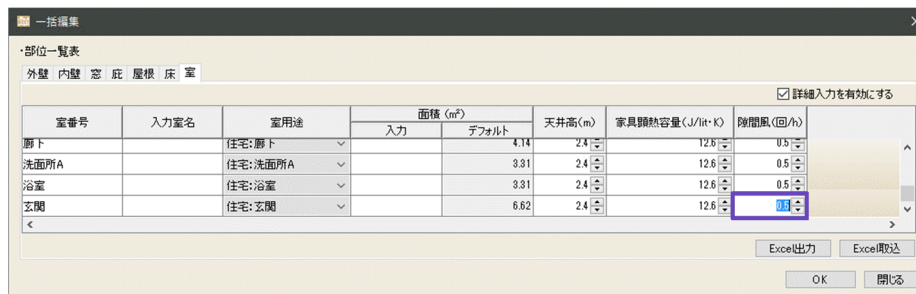 一括編集
・部位一覧表
外壁 内壁 窓 庇 屋根 床 室
詳細入力を有効にする
室番号 入力室名 室用途 面積 (㎡) 天井高(m) 家具顕熱容量(J/lit・K) 隙間風(回/h)
入力 デフォルト
廊下 住宅:廊下 4.14 2.4 12.6 0.5
洗面所A 住宅:洗面所A 3.31 2.4 12.6 0.5
浴室 住宅:浴室 3.31 2.4 12.6 0.5
玄関 住宅:玄関 6.62 2.4 12.6 0.5
Excel出力 Excel取込
OK 閉じる